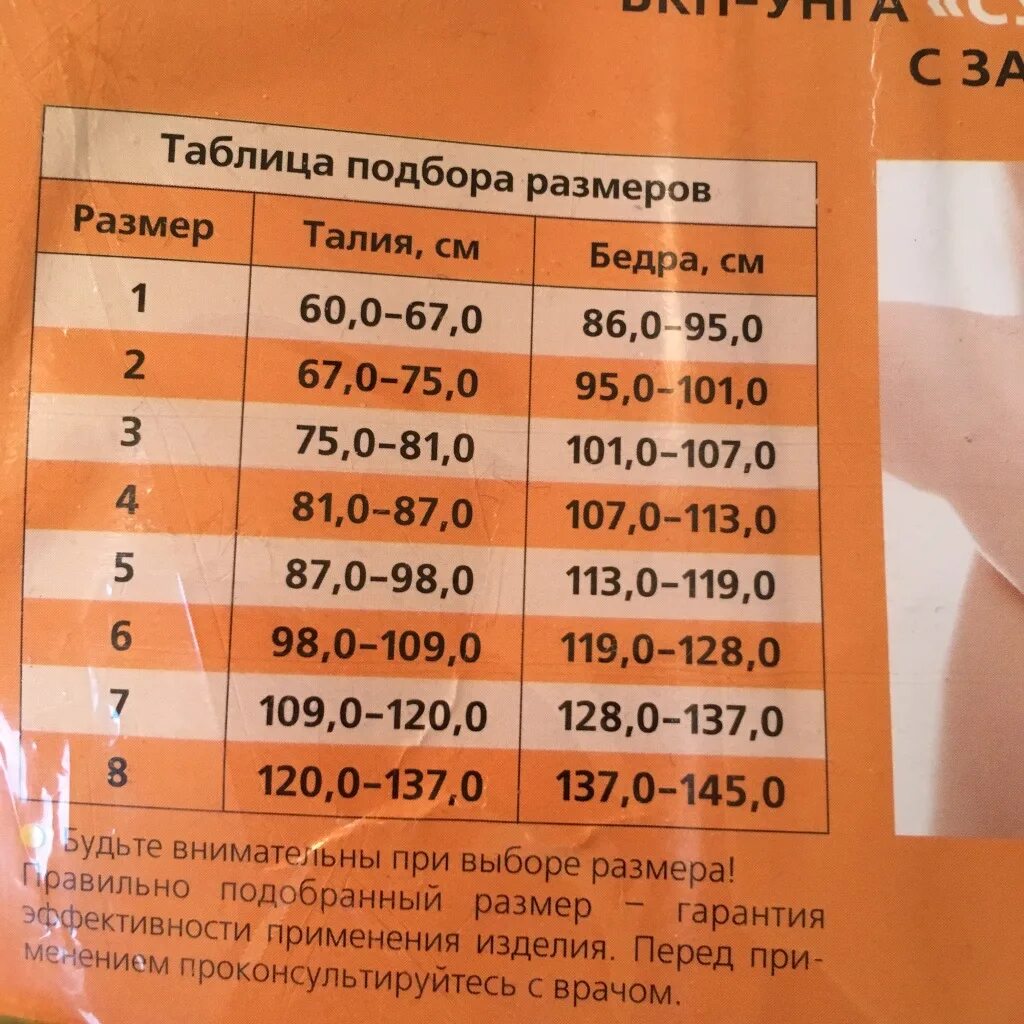 С ЗА
Таблица подбора размеров
Размер Талия, см Бедра, см
1 60,0–67,0 86,0–95,0
2 67,0–75,0 95,0–101,0
3 75,0–81,0 101,0–107,0
4 81,0–87,0 107,0–113,0
5 87,0–98,0 113,0–119,0
6 98,0–109,0 119,0–128,0
7 109,0–120,0 128,0–137,0
8 120,0–137,0 137,0–145,0
Будьте внимательны при выборе размера!
Правильно подобранный размер – гарантия
эффективности применения изделия. Перед при-
менением проконсультируйтесь с врачом.